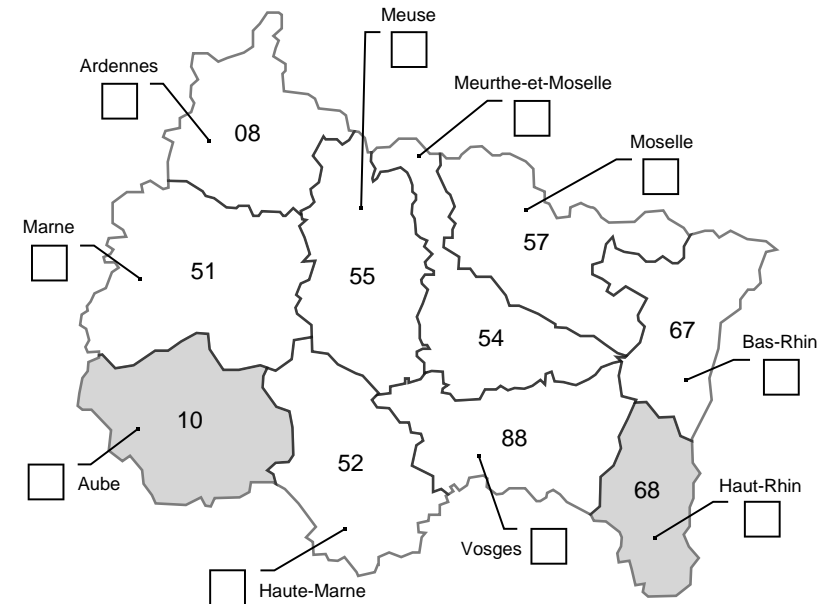 Meuse
Ardennes
Meurthe-et-Moselle
08
Moselle
Marne
57
51
55
67
54
Bas-Rhin
10
88
52
Aube
68
Haut-Rhin
Vosges
Haute-Marne